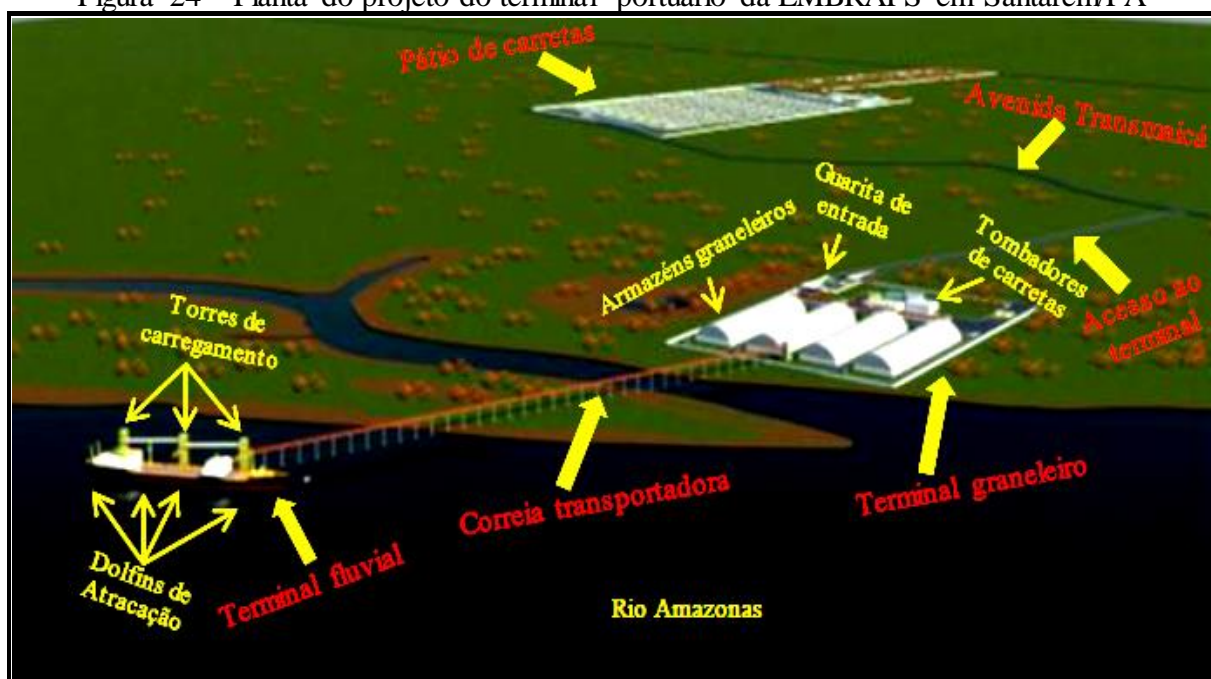 Figura 24 – Planta do projeto do terminal portuário da EMBRAPS em Santarém/PA
Pátio de carretas
Avenida Transmaicá
Guarita de
entrada
Armazéns graneleiros
Tombadores
de carretas
Acesso ao
terminal
Torres de
carregamento
Correia transportadora
Terminal graneleiro
Dolfins de
Atracação
Terminal fluvial
Rio Amazonas